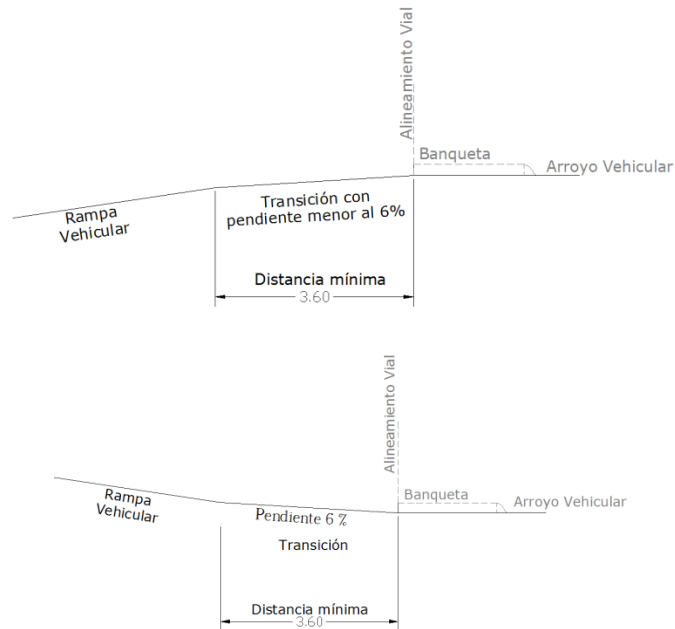 Alineamiento Vial
Banqueta
Arroyo Vehicular
Rampa
Vehicular
Transición con
pendiente menor al 6%
Distancia mínima
3.60
Alineamiento Vial
Banqueta
Arroyo Vehicular
Rampa
Vehicular
Pendiente 6 %
Transición
Distancia mínima
3.60